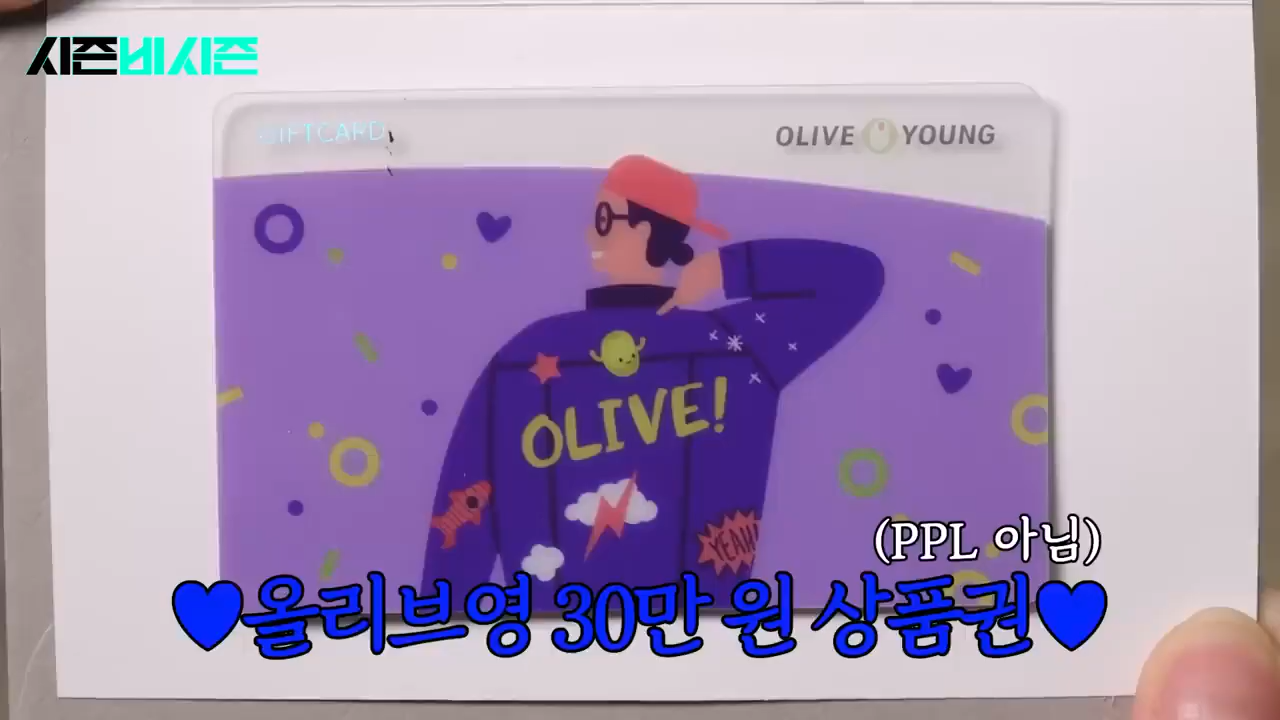 시즌비시즌
GIFTCARD
OLIVE YOUNG
OLIVE!
YEAH!
(PPL 아님)
♥올리브영 30만 원 상품권♥